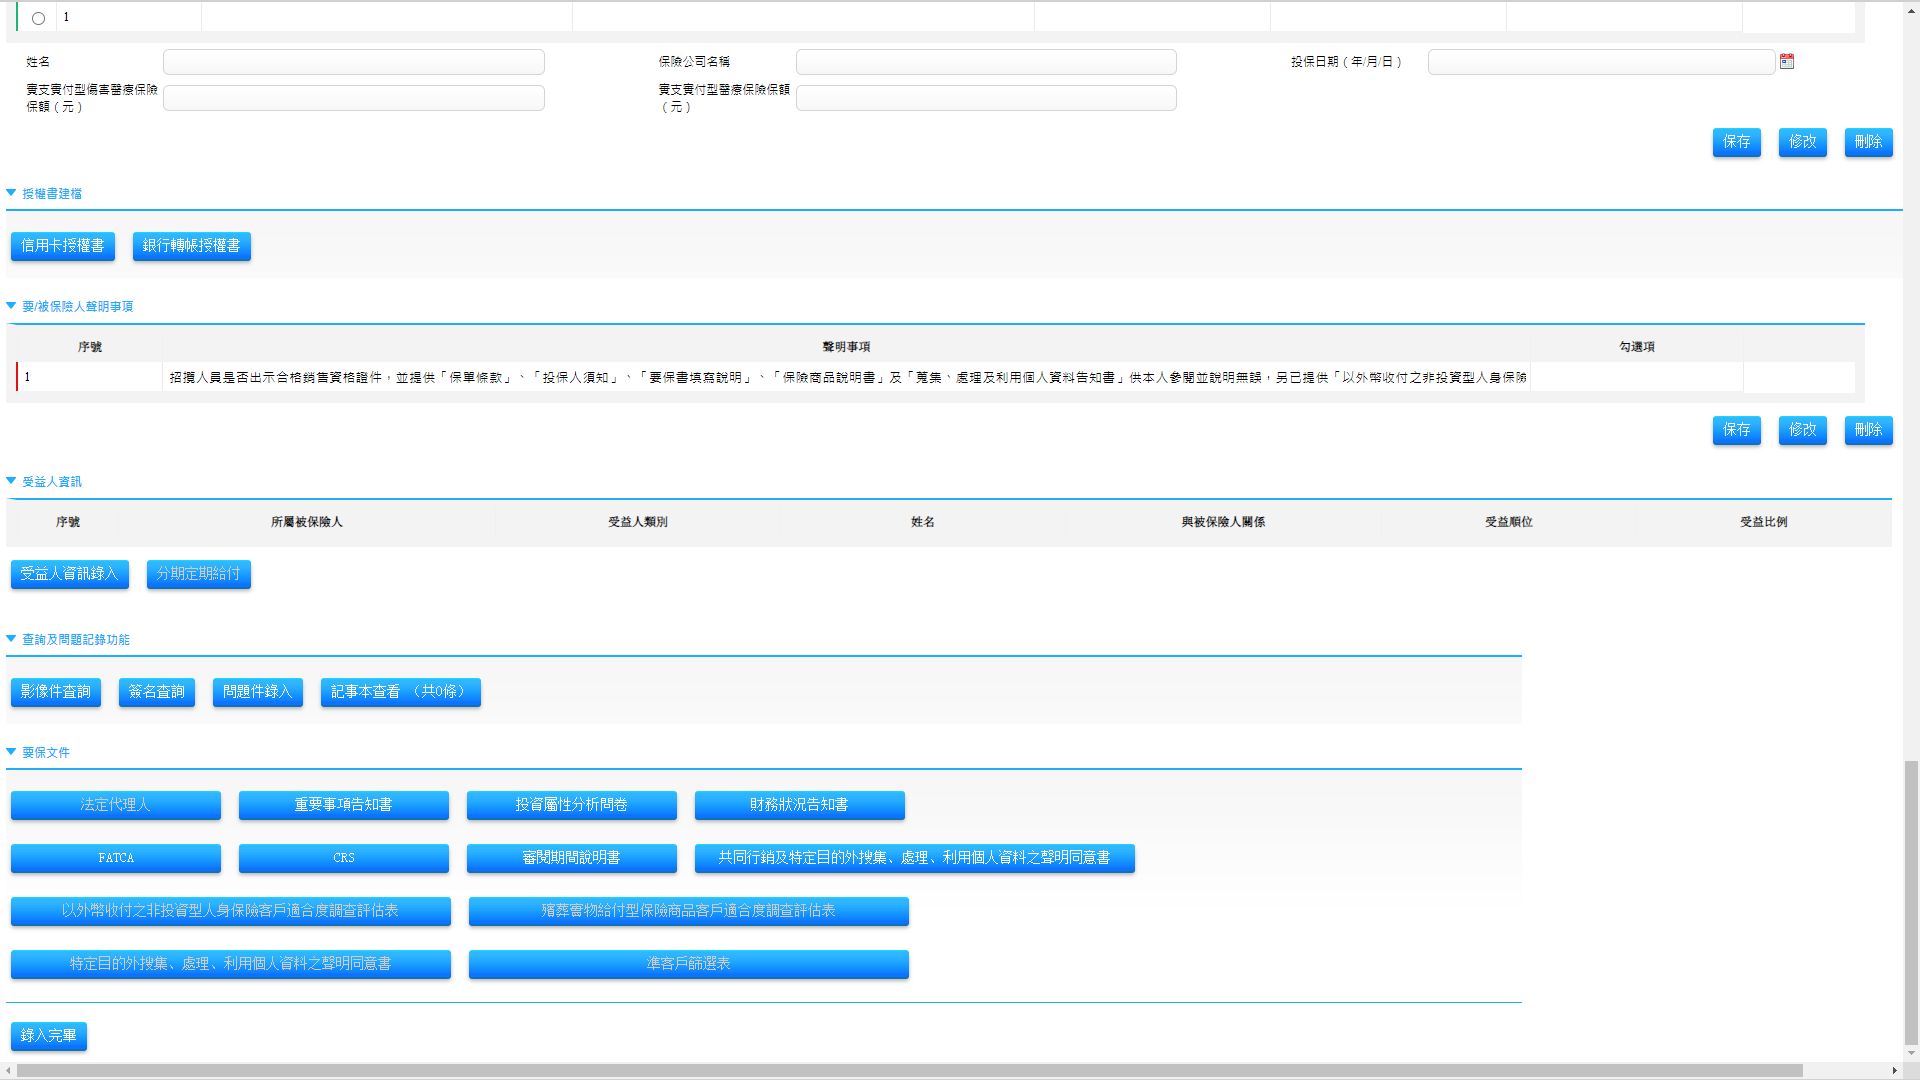 1
姓名 保險公司名稱 投保日期（年/月/日）
實支實付型傷害醫療保險保額（元） 實支實付型醫療保險保額（元）
保存 修改 刪除
授權書建檔
信用卡授權書 銀行轉帳授權書
要/被保險人聲明事項
序號 聲明事項 勾選項
1 招攬人員是否出示合格銷售資格證件，並提供「保單條款」、「投保人須知」、「要保書填寫說明」、「保險商品說明書」及「蒐集、處理及利用個人資料告知書」供本人參閱並說明無誤，另已提供「以外幣收付之非投資型人身保險
保存 修改 刪除
受益人資訊
序號 所屬被保險人 受益人類別 姓名 與被保險人關係 受益順位 受益比例
受益人資訊錄入 分期定期給付
查詢及問題記錄功能
影像件查詢 簽名查詢 問題件錄入 記事本查看 （共0條）
要保文件
法定代理人 重要事項告知書 投資屬性分析問卷 財務狀況告知書
FATCA CRS 審閱期間說明書 共同行銷及特定目的外搜集、處理、利用個人資料之聲明同意書
以外幣收付之非投資型人身保險客戶適合度調查評估表 殯葬實物給付型保險商品客戶適合度調查評估表
特定目的外搜集、處理、利用個人資料之聲明同意書 準客戶篩選表
錄入完畢